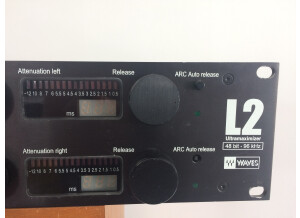 Attenuation left Release ARC Auto release
ms
L2
Ultramaximizer
48 bit - 96 kHz
WAVES
Attenuation right Release ARC Auto release
ms